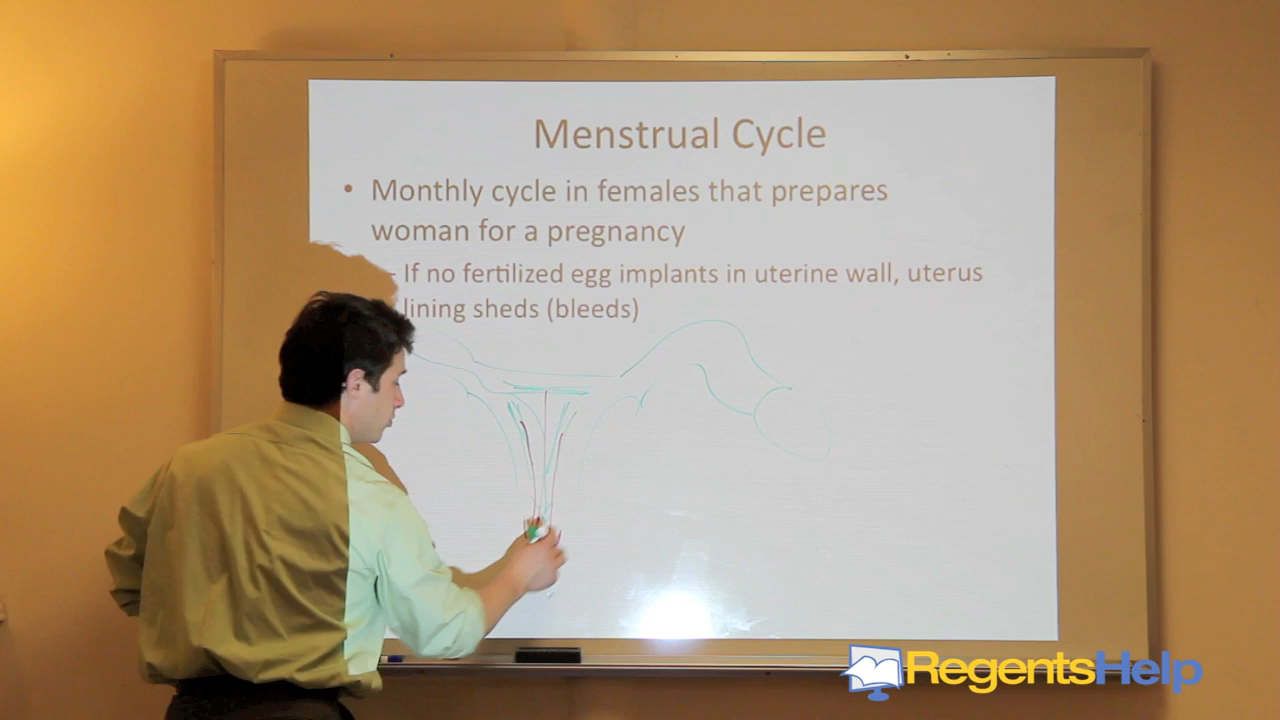 Menstrual Cycle
• Monthly cycle in females that prepares
woman for a pregnancy
– If no fertilized egg implants in uterine wall, uterus
lining sheds (bleeds)
RegentsHelp